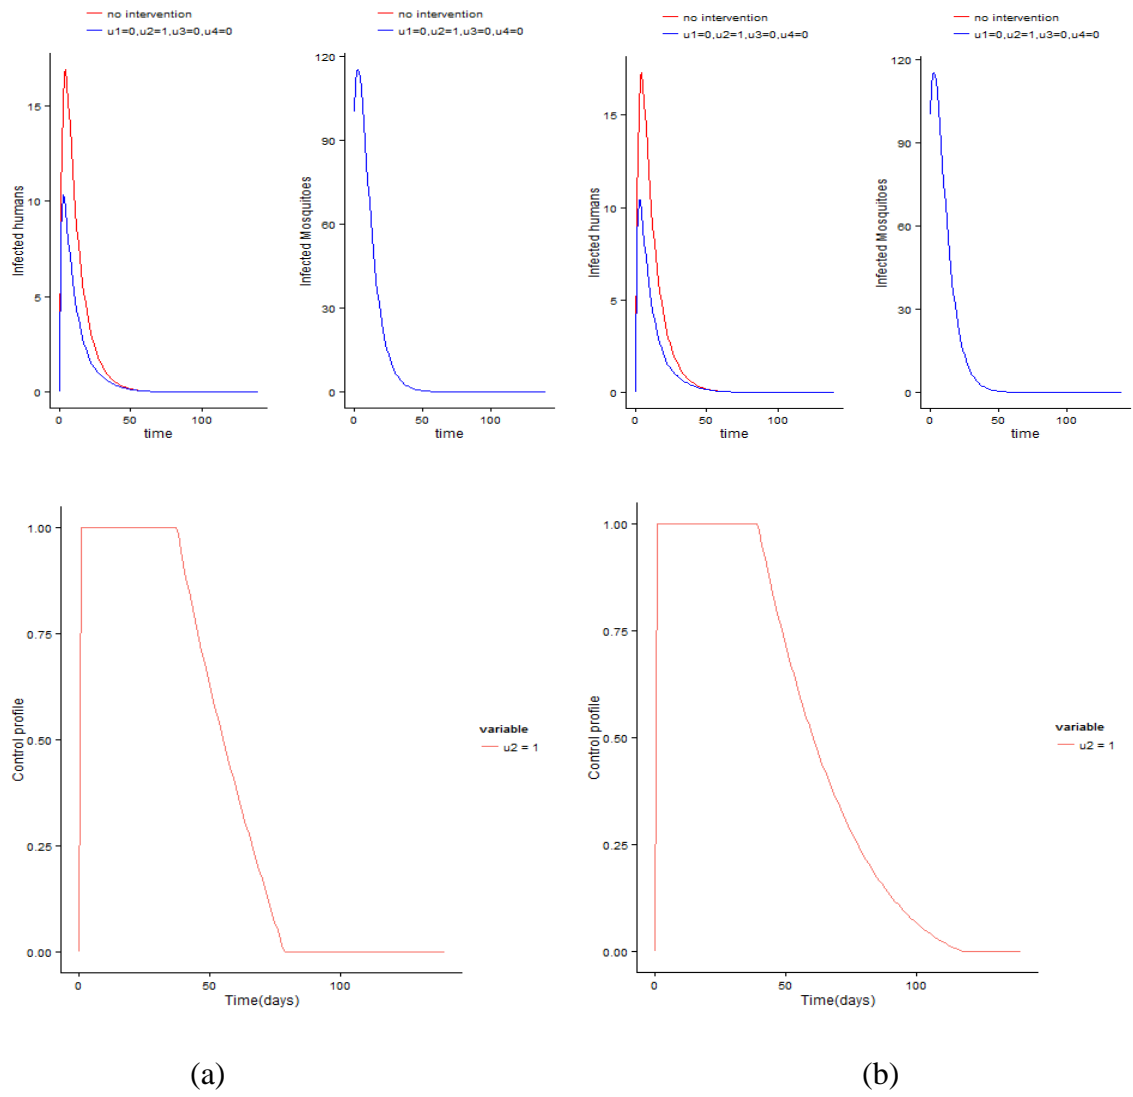 no intervention
u1=0,u2=1,u3=0,u4=0
15
10
5
0
Infected humans
0 50 100
time
no intervention
u1=0,u2=1,u3=0,u4=0
120
90
60
30
0
Infected Mosquitoes
0 50 100
time
no intervention
u1=0,u2=1,u3=0,u4=0
15
10
5
0
Infected humans
0 50 100
time
no intervention
u1=0,u2=1,u3=0,u4=0
120
90
60
30
0
Infected Mosquitoes
0 50 100
time
1.00
0.75
0.50
0.25
0.00
Control profile
0 50 100
Time(days)
variable
u2 = 1
1.00
0.75
0.50
0.25
0.00
Control profile
0 50 100
Time(days)
variable
u2 = 1
(a)
(b)